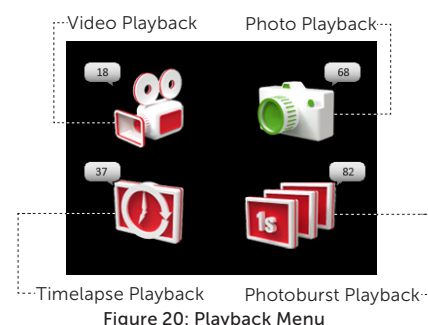 Video Playback Photo Playback
18 68
37 82
1s
Timelapse Playback Photoburst Playback
Figure 20: Playback Menu